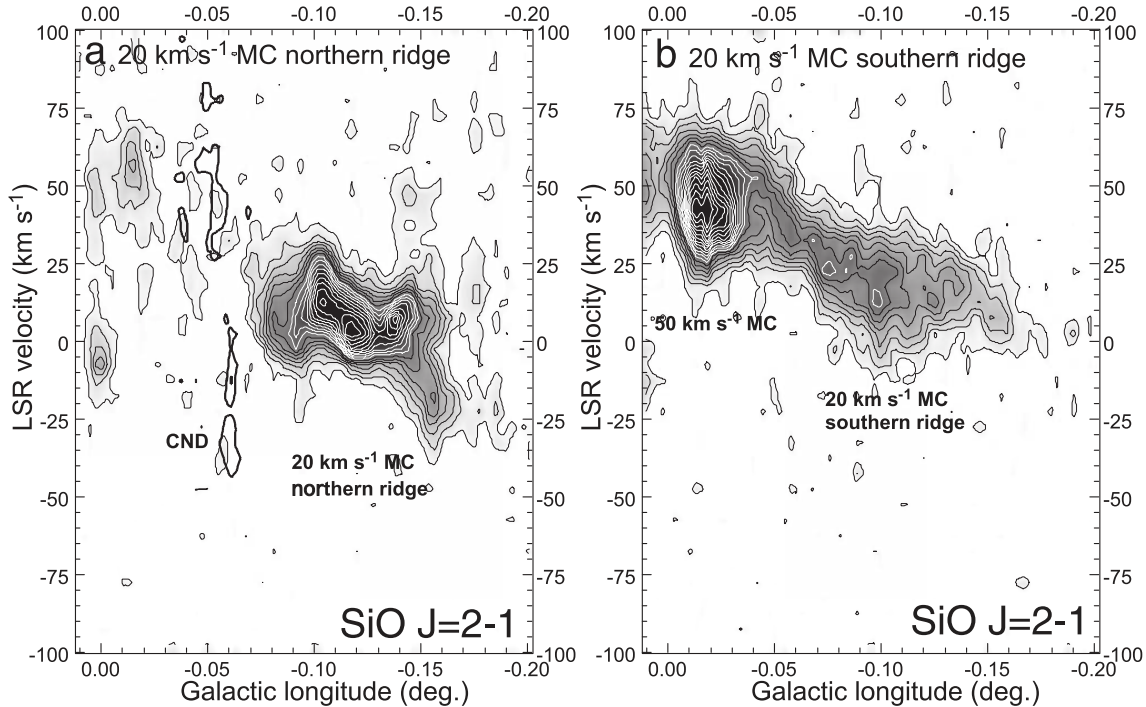 0.00 -0.05 -0.10 -0.15 -0.20
100 a 20 km s⁻¹ MC northern ridge 100
75 75
50 50
25 25
0 0
-25 -25
-50 -50
-75 -75
-100 -100
CND
20 km s⁻¹ MC
northern ridge
SiO J=2-1
LSR velocity (km s⁻¹)
0.00 -0.05 -0.10 -0.15 -0.20
Galactic longitude (deg.)
0.00 -0.05 -0.10 -0.15 -0.20
100 b 20 km s⁻¹ MC southern ridge 100
75 75
50 50
25 25
0 0
-25 -25
-50 -50
-75 -75
-100 -100
50 km s⁻¹ MC
20 km s⁻¹ MC
southern ridge
SiO J=2-1
LSR velocity (km s⁻¹)
0.00 -0.05 -0.10 -0.15 -0.20
Galactic longitude (deg.)